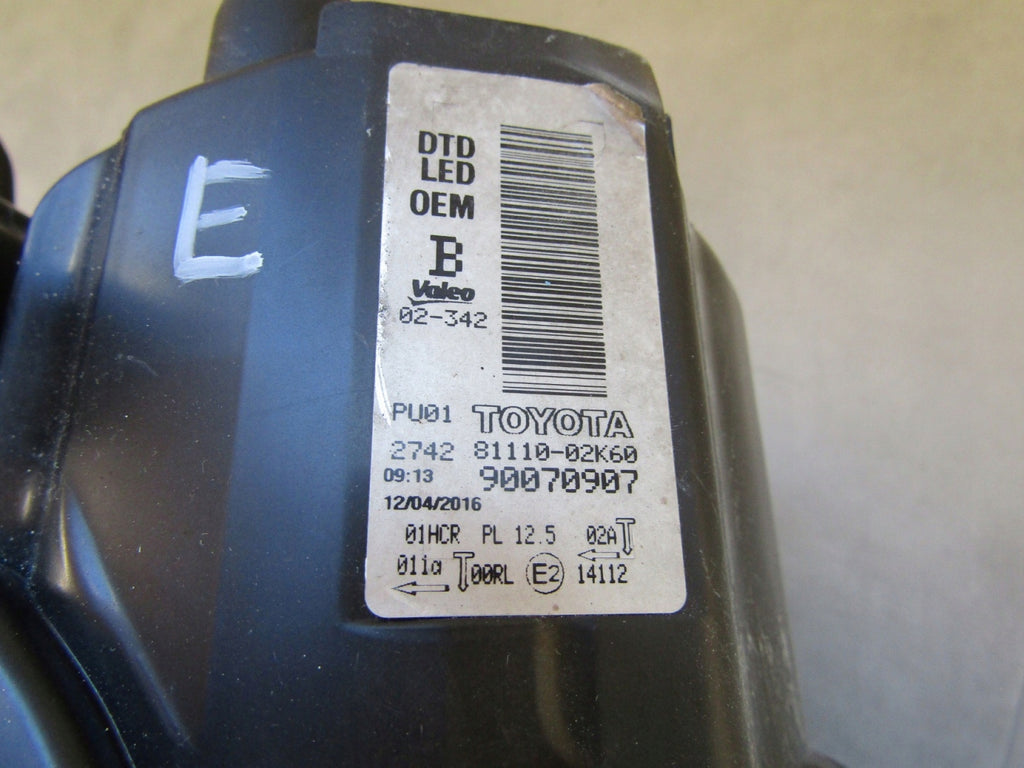 E
DTD
LED
OEM
B
Valeo
02-342
PU01 TOYOTA
2742 81110-02K60
09:13 90070907
12/04/2016
01HCR PL 12.5 02A
01ia 00RL E2 14112